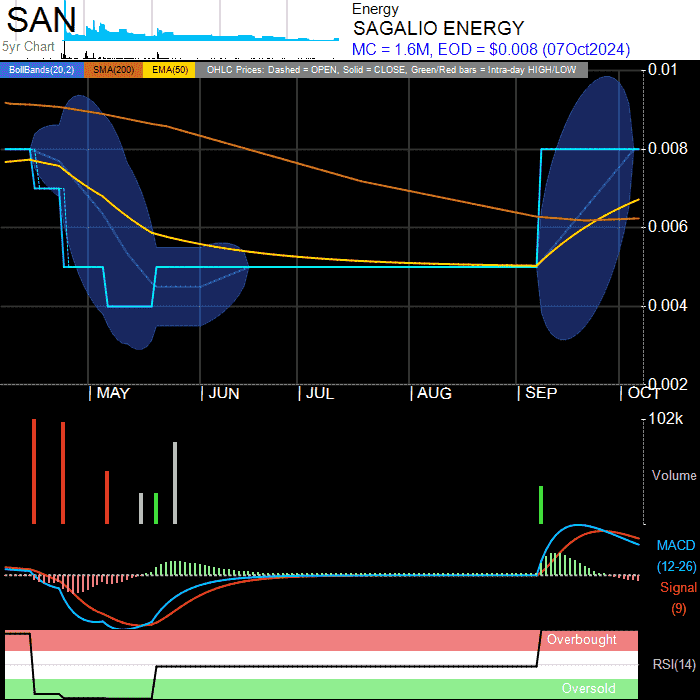 SAN
5yr Chart
Energy
SAGALIO ENERGY
MC = 1.6M, EOD = $0.008 (07Oct2024)
BollBands(20,2) SMA(200) EMA(50) OHLC Prices: Dashed = OPEN, Solid = CLOSE, Green/Red bars = Intra-day HIGH/LOW
0.01
0.008
0.006
0.004
0.002
| MAY | JUN | JUL | AUG | SEP | OCT
102k
Volume
MACD
(12-26)
Signal
(9)
Overbought
RSI(14)
Oversold